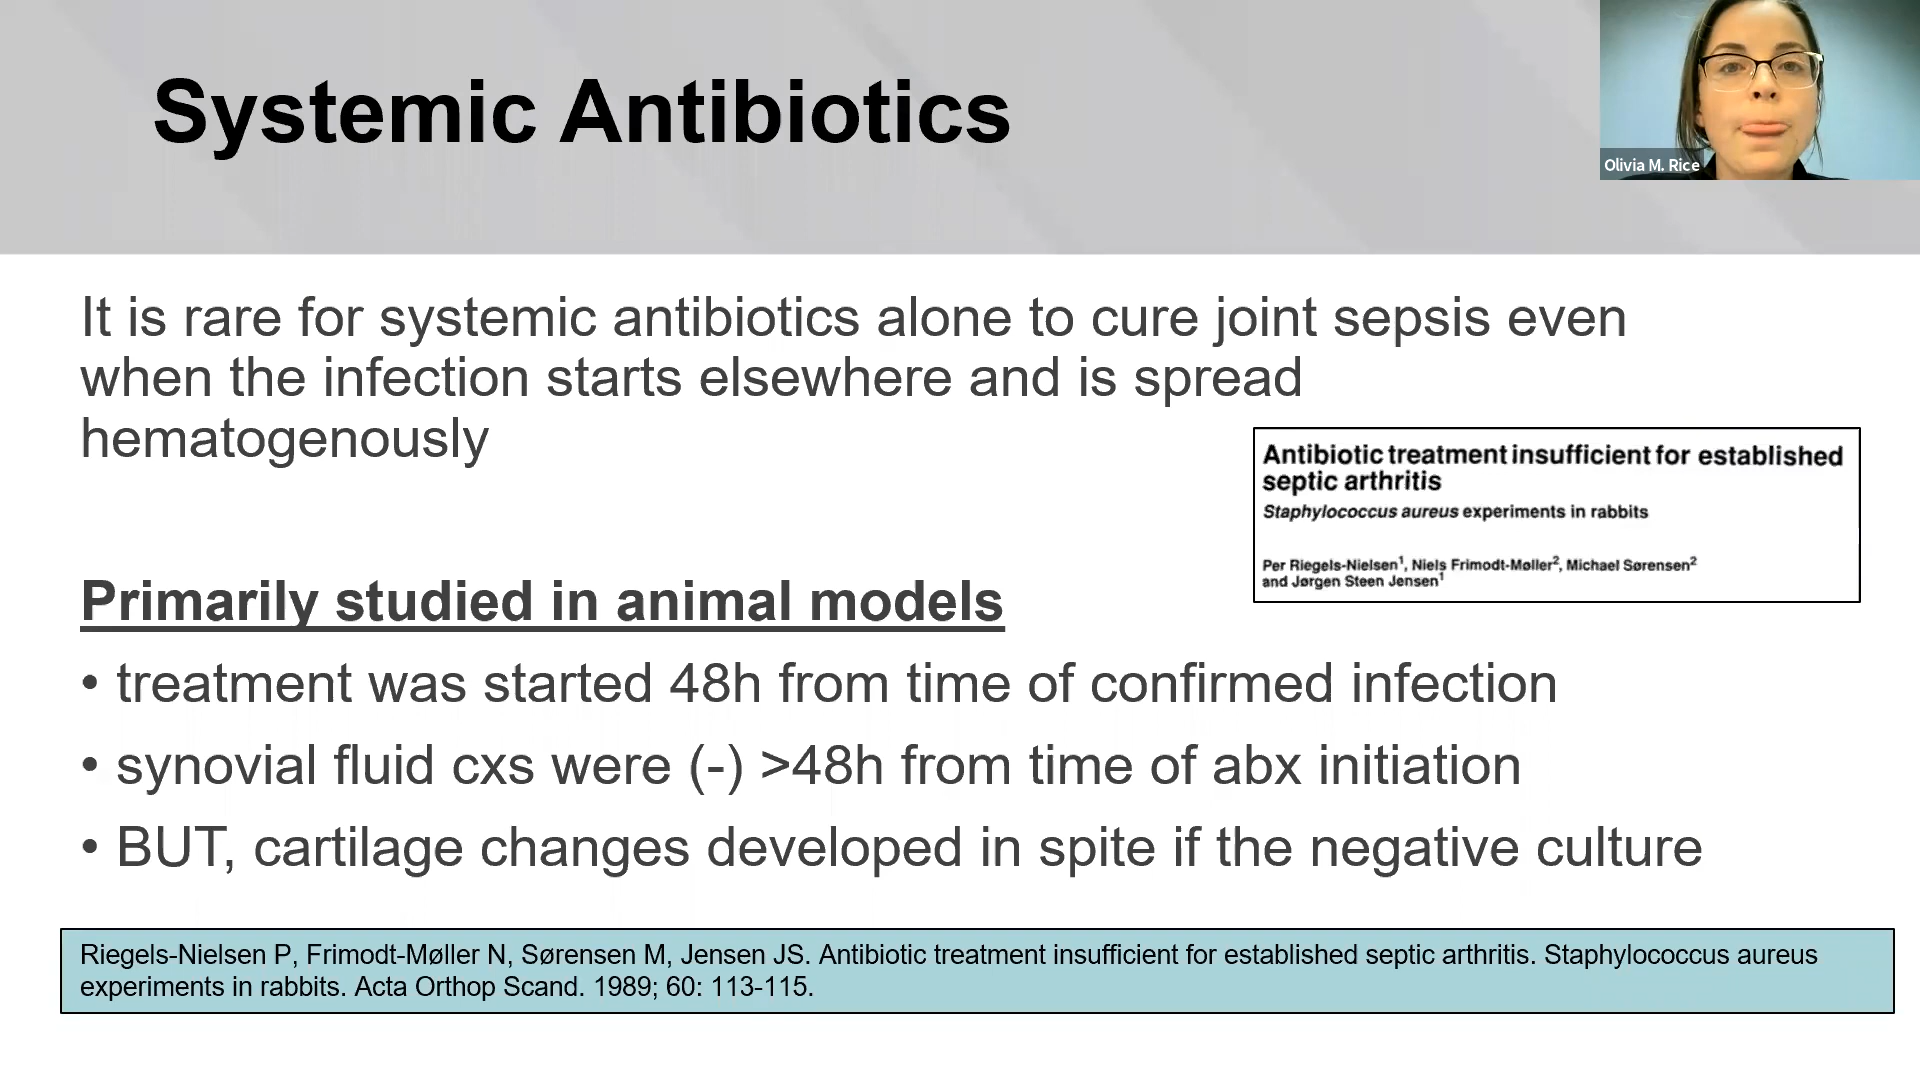 Systemic Antibiotics
Olivia M. Rice
It is rare for systemic antibiotics alone to cure joint sepsis even
when the infection starts elsewhere and is spread
hematogenously
Antibiotic treatment insufficient for established
septic arthritis
Staphylococcus aureus experiments in rabbits
Per Riegels-Nielsen¹, Niels Frimodt-Møller², Michael Sørensen²
and Jørgen Steen Jensen¹
Primarily studied in animal models
• treatment was started 48h from time of confirmed infection
• synovial fluid cxs were (-) >48h from time of abx initiation
• BUT, cartilage changes developed in spite if the negative culture
Riegels-Nielsen P, Frimodt-Møller N, Sørensen M, Jensen JS. Antibiotic treatment insufficient for established septic arthritis. Staphylococcus aureus
experiments in rabbits. Acta Orthop Scand. 1989; 60: 113-115.